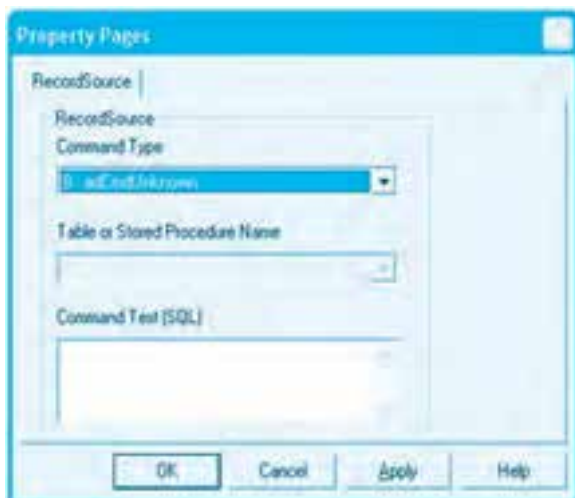 Property Pages
RecordSource
RecordSource
Command Type
8 - adCmdUnknown
Table or Stored Procedure Name
Command Text (SQL)
OK
Cancel
Apply
Help